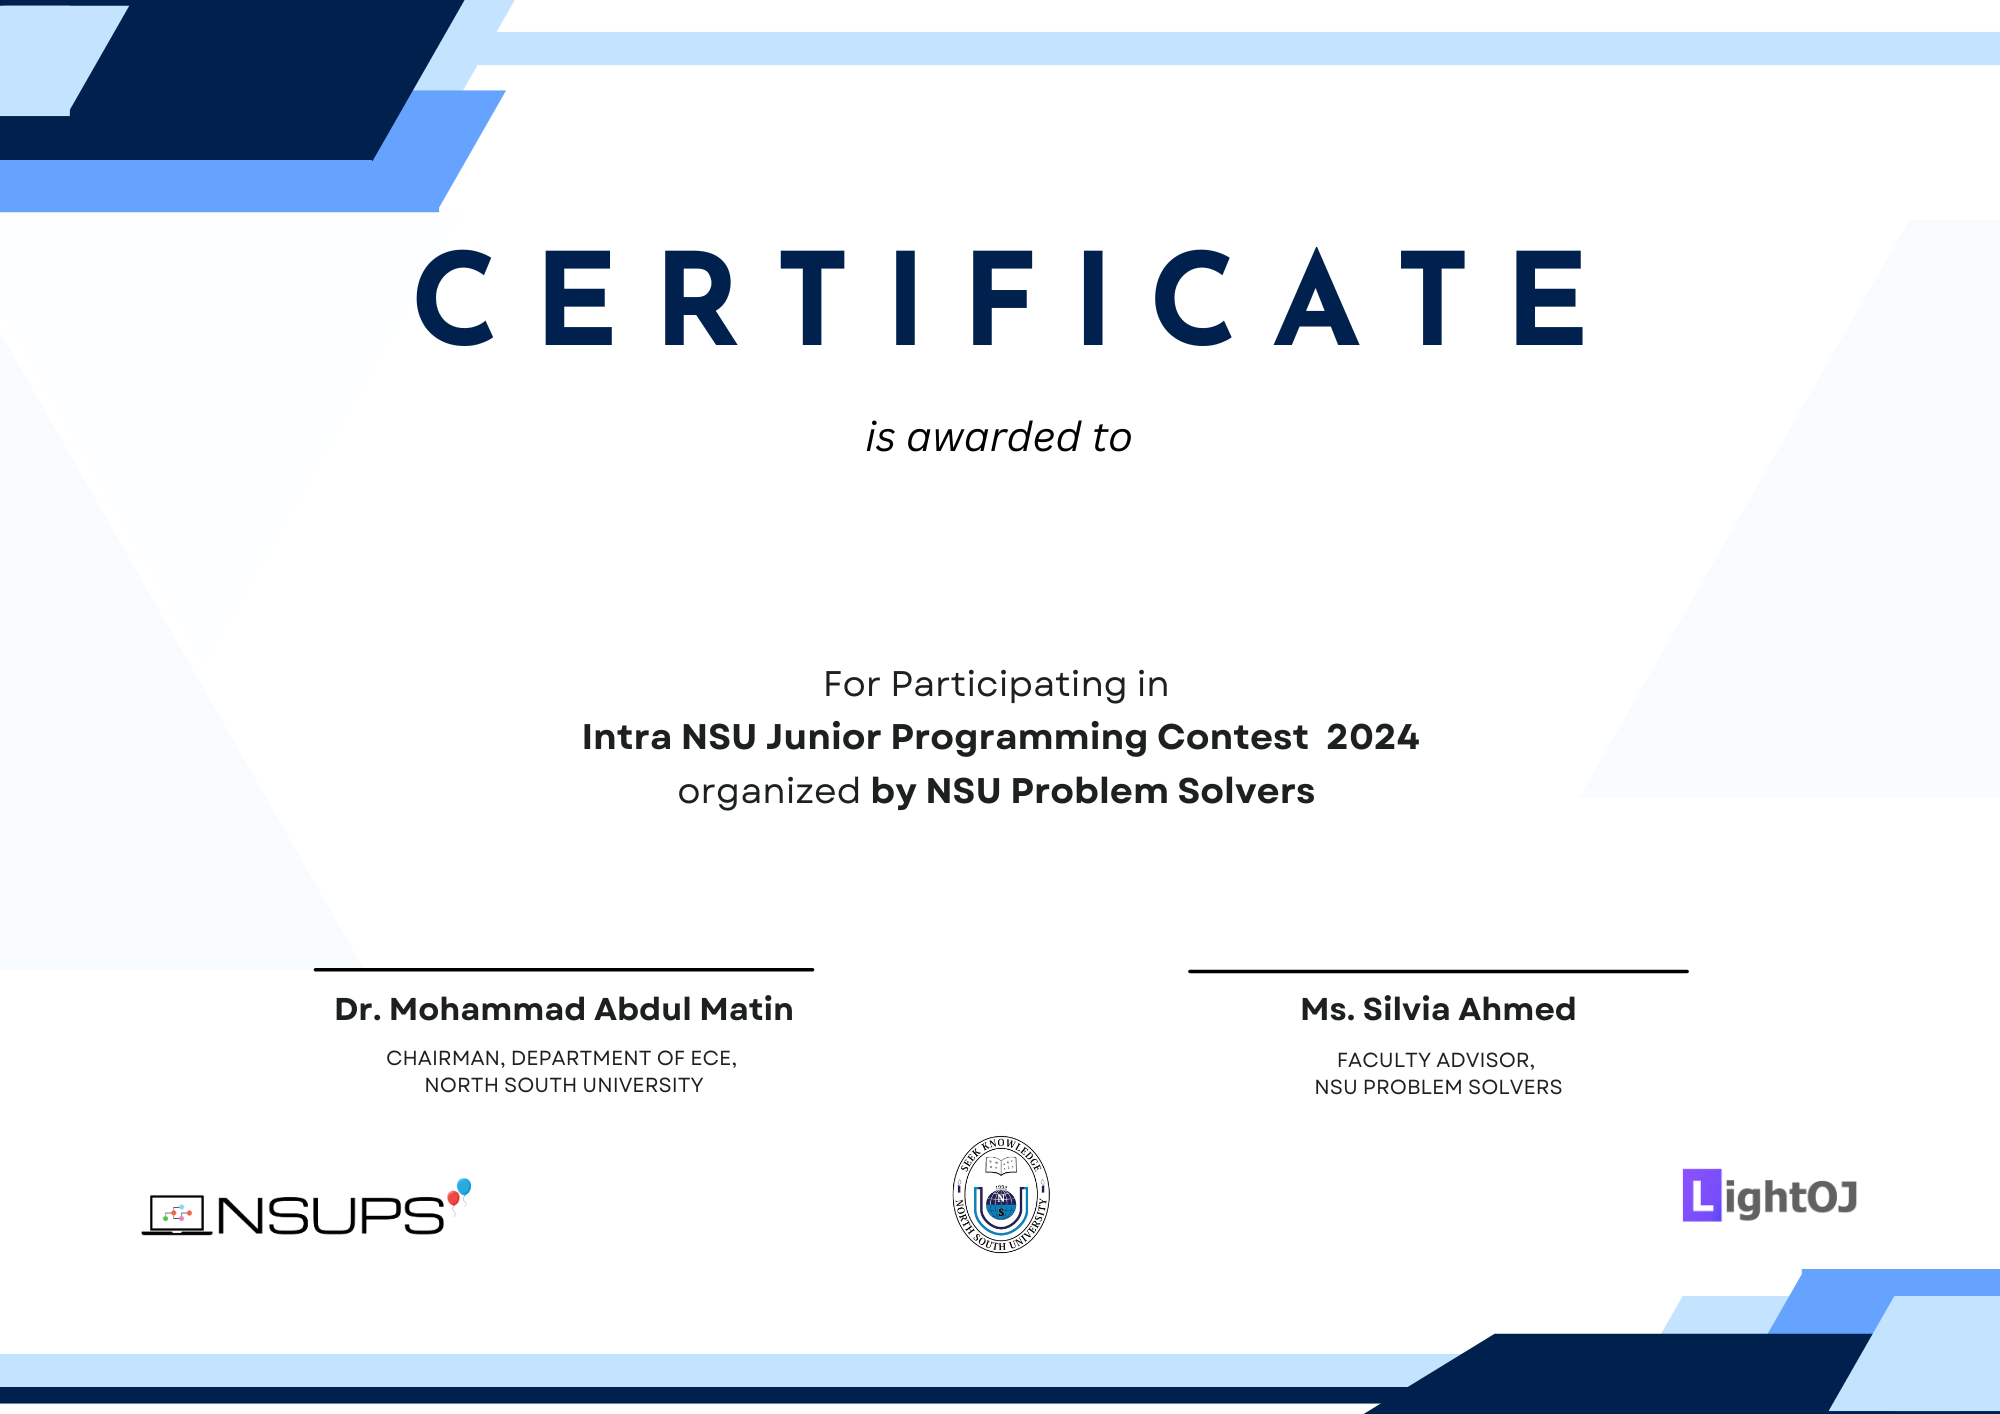 CERTIFICATE
is awarded to
For Participating in
Intra NSU Junior Programming Contest 2024
organized by NSU Problem Solvers
Dr. Mohammad Abdul Matin
CHAIRMAN, DEPARTMENT OF ECE,
NORTH SOUTH UNIVERSITY
Ms. Silvia Ahmed
FACULTY ADVISOR,
NSU PROBLEM SOLVERS
NSUPS
SEEK KNOWLEDGE
1992
N
S
NORTH SOUTH UNIVERSITY
LightOJ